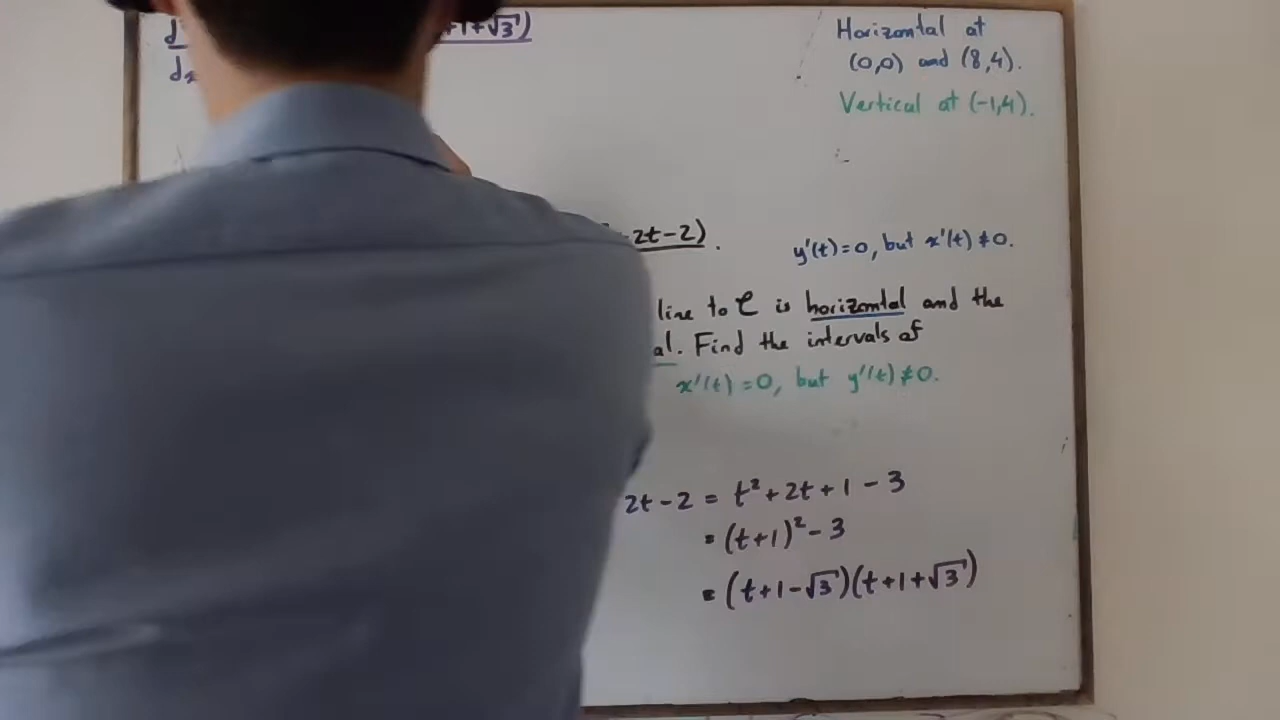 d +1+√3)
dx
Horizontal at
(0,0) and (8,4).
Vertical at (-1,4).
-2t-2).
y'(t)=0, but x'(t)≠0.
line to C is horizontal and the
al. Find the intervals of
x'(t)=0, but y'(t)≠0.
2t-2 = t²+2t+1-3
= (t+1)²-3
= (t+1-√3)(t+1+√3)